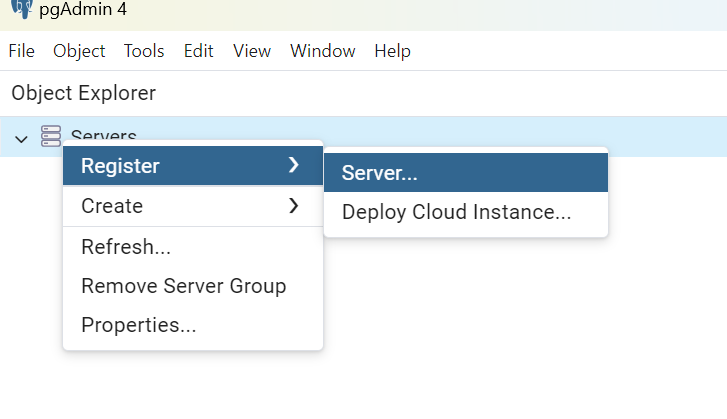 pgAdmin 4
File Object Tools Edit View Window Help
Object Explorer
Servers
Register
Server...
Create
Deploy Cloud Instance...
Refresh...
Remove Server Group
Properties...